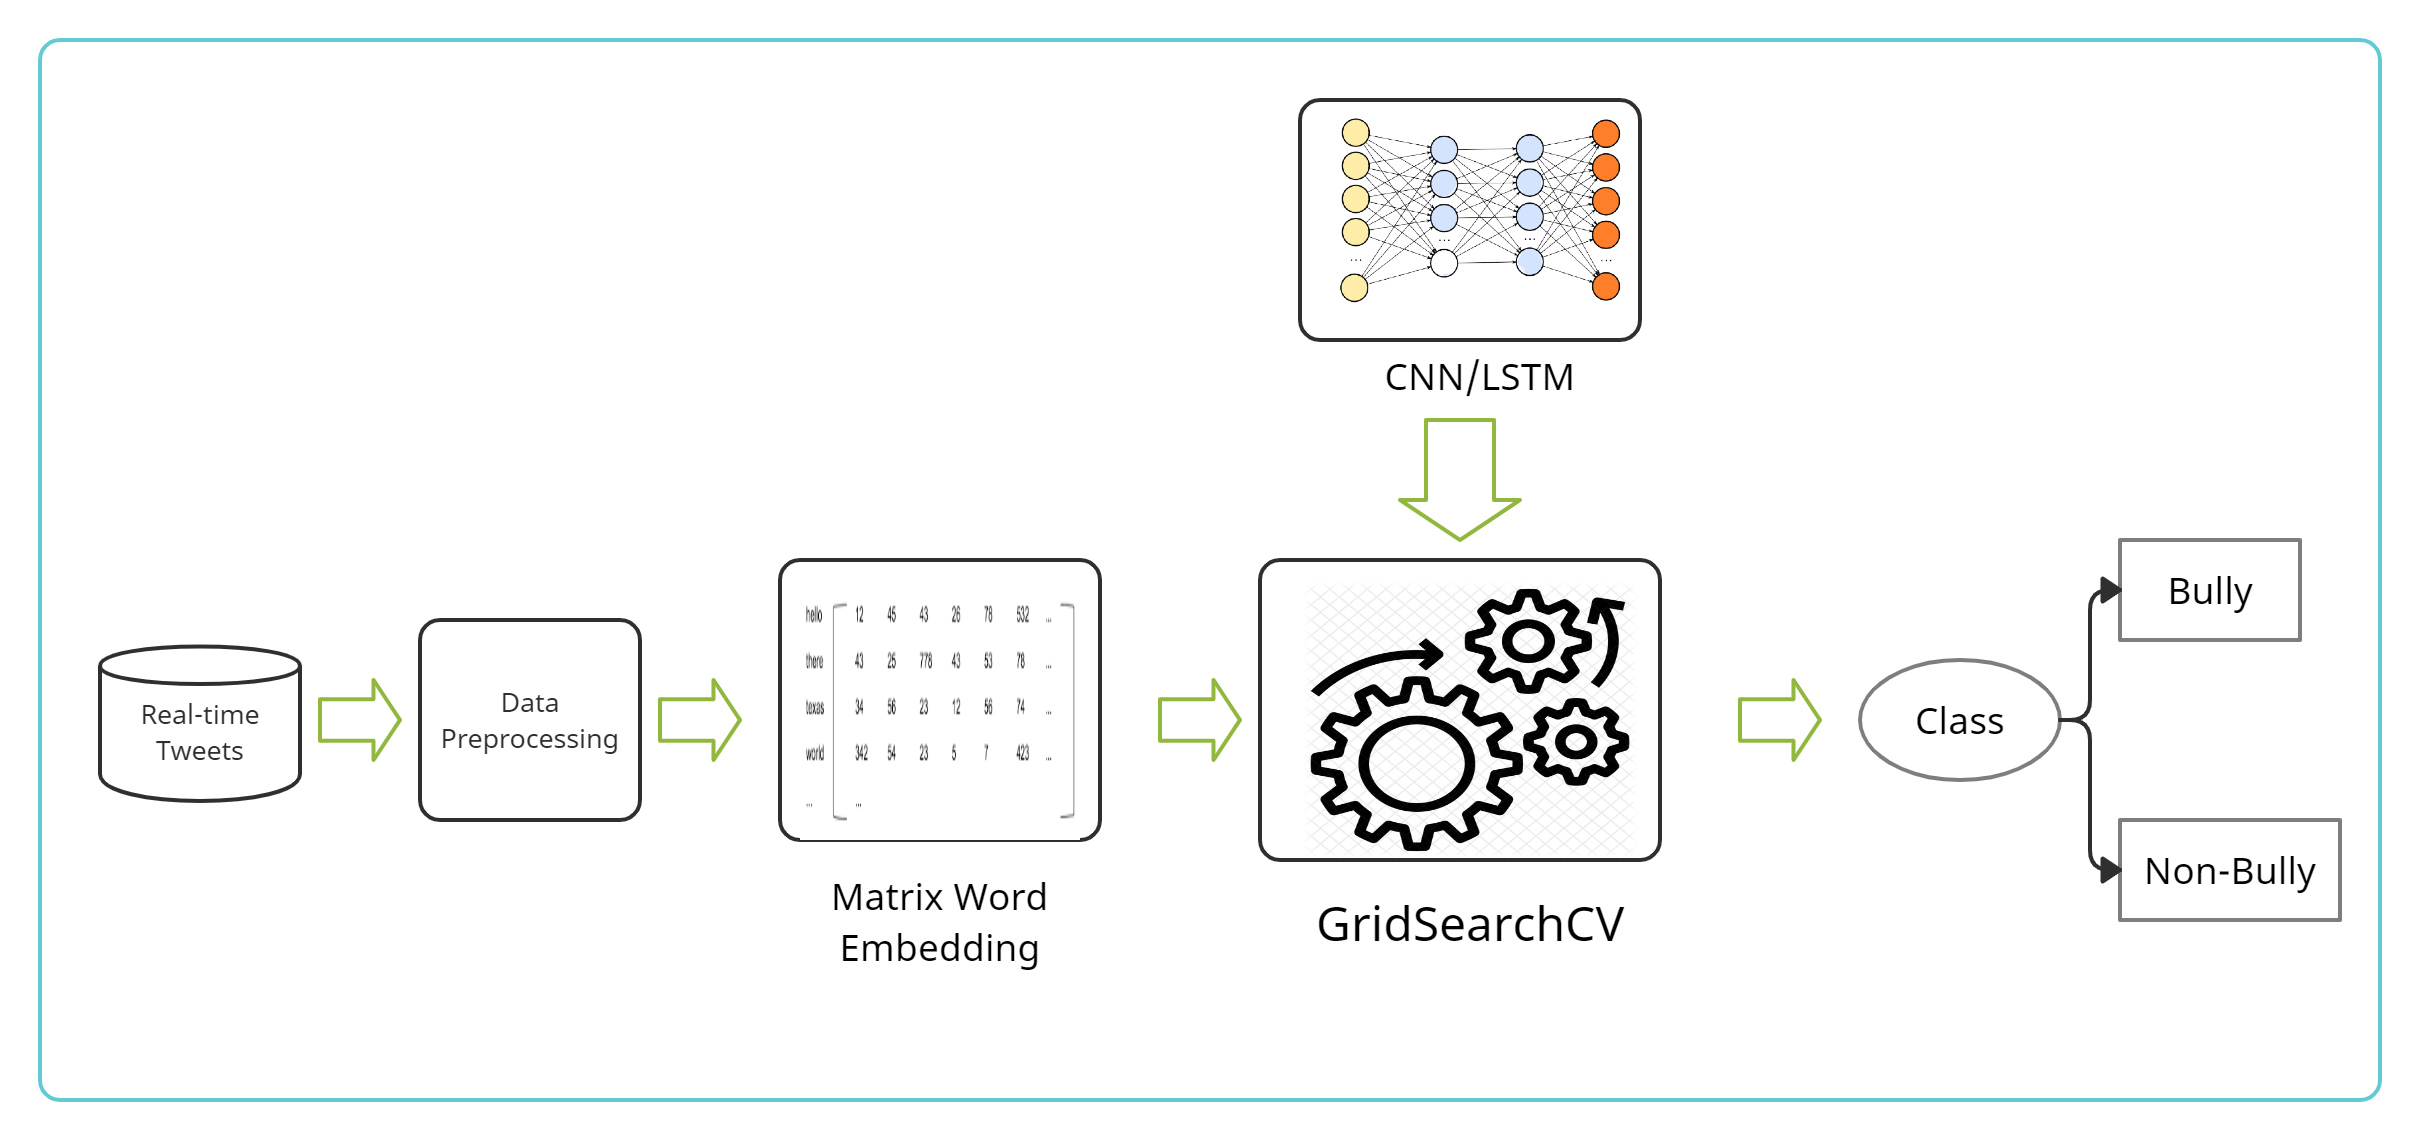 CNN/LSTM
Real-time
Tweets
Data
Preprocessing
hello 12 45 43 26 78 532 ...
there 43 25 778 43 53 78 ...
texas 34 56 23 12 56 74 ...
world 342 54 23 5 7 423 ...
... ...
Matrix Word
Embedding
GridSearchCV
Class
Bully
Non-Bully